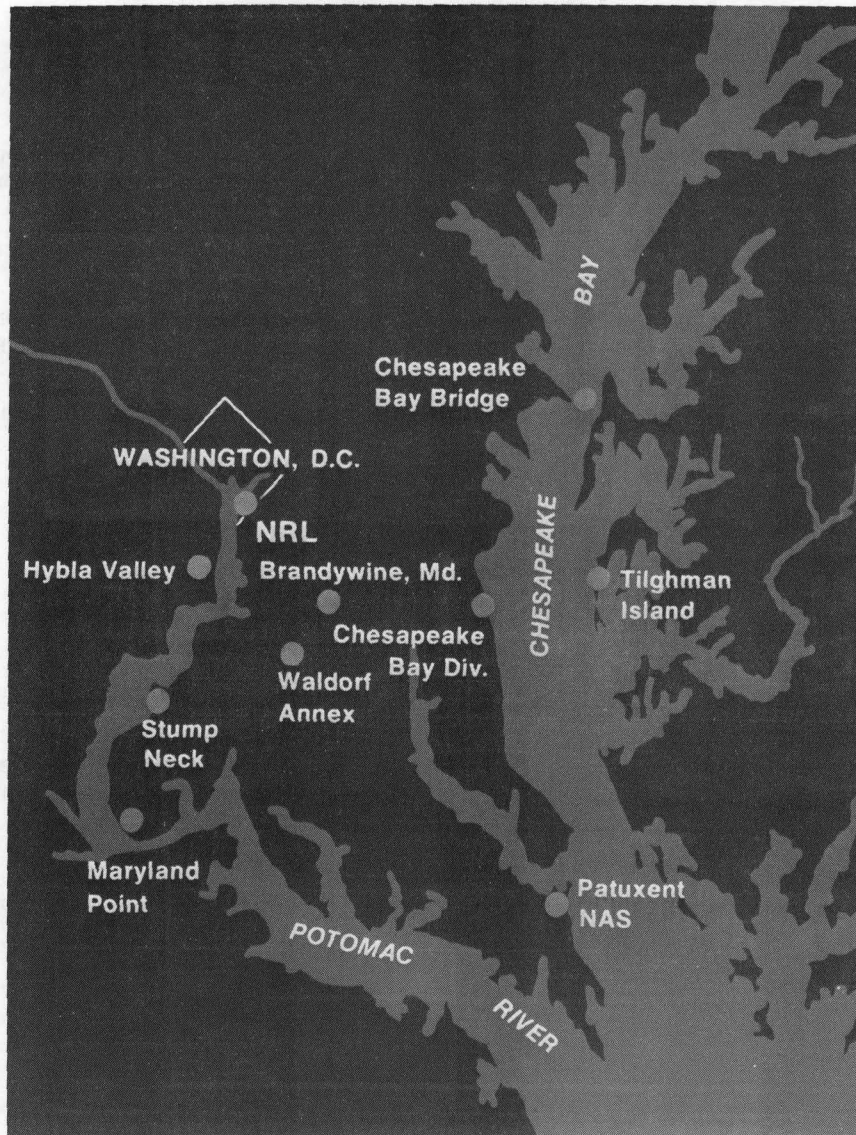 BAY
Chesapeake
Bay Bridge
WASHINGTON, D.C.
NRL
Hybla Valley
Brandywine, Md.
CHESAPEAKE
Tilghman
Island
Chesapeake
Bay Div.
Waldorf
Annex
Stump
Neck
Maryland
Point
Patuxent
NAS
POTOMAC
RIVER